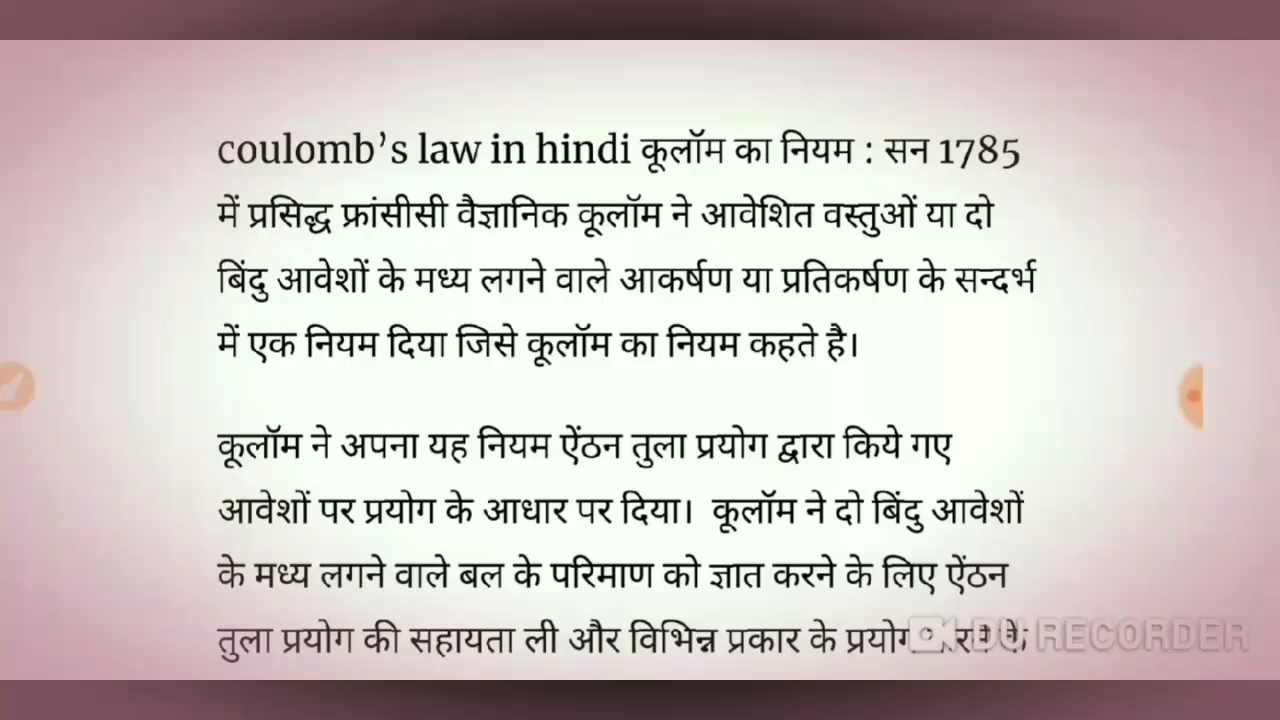 coulomb’s law in hindi कूलॉम का नियम : सन 1785
में प्रसिद्ध फ्रांसीसी वैज्ञानिक कूलॉम ने आवेशित वस्तुओं या दो
बिंदु आवेशों के मध्य लगने वाले आकर्षण या प्रतिकर्षण के सन्दर्भ
में एक नियम दिया जिसे कूलॉम का नियम कहते है।
कूलॉम ने अपना यह नियम ऐंठन तुला प्रयोग द्वारा किये गए
आवेशों पर प्रयोग के आधार पर दिया। कूलॉम ने दो बिंदु आवेशों
के मध्य लगने वाले बल के परिमाण को ज्ञात करने के लिए ऐंठन
तुला प्रयोग की सहायता ली और विभिन्न प्रकार के प्रयोग के
DU RECORDER